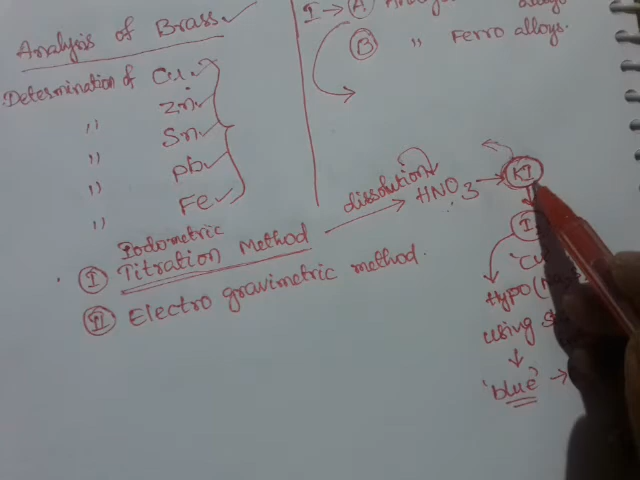 Analysis of Brass
Determination of Cu
,, Zn
,, Sn
,, Pb
,, Fe
I → A alloys
B ,, Ferro alloys.
Iodometric
I Titration Method
dissolution
HNO3 → KI
II Electro gravimetric method.
I
'Cu
Hypo
using
'blue' →